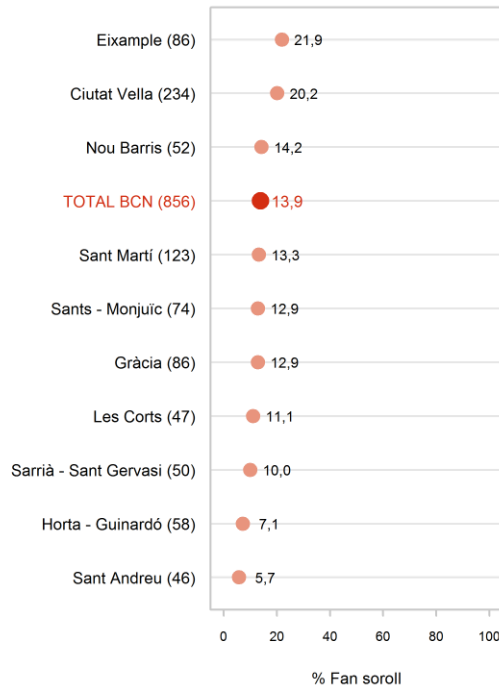 Eixample (86) 21,9
Ciutat Vella (234) 20,2
Nou Barris (52) 14,2
TOTAL BCN (856) 13,9
Sant Martí (123) 13,3
Sants - Monjuïc (74) 12,9
Gràcia (86) 12,9
Les Corts (47) 11,1
Sarrià - Sant Gervasi (50) 10,0
Horta - Guinardó (58) 7,1
Sant Andreu (46) 5,7
0 20 40 60 80 100
% Fan soroll